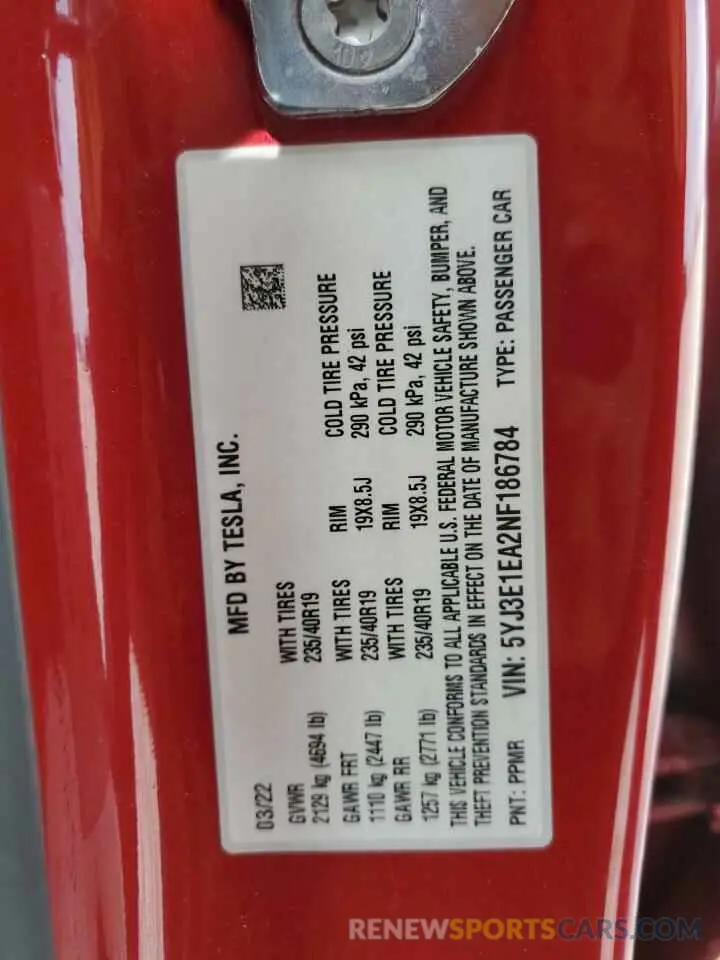 MFD BY TESLA, INC.
03/22
GVWR WITH TIRES
2129 kg (4694 lb) 235/40R19
GAWR FRT WITH TIRES RIM COLD TIRE PRESSURE
1110 kg (2447 lb) 235/40R19 19X8.5J 290 kPa, 42 psi
GAWR RR WITH TIRES RIM COLD TIRE PRESSURE
1257 kg (2771 lb) 235/40R19 19X8.5J 290 kPa, 42 psi
THIS VEHICLE CONFORMS TO ALL APPLICABLE U.S. FEDERAL MOTOR VEHICLE SAFETY, BUMPER, AND
THEFT PREVENTION STANDARDS IN EFFECT ON THE DATE OF MANUFACTURE SHOWN ABOVE.
PNT: PPMR VIN: 5YJ3E1EA2NF186784 TYPE: PASSENGER CAR
RENEWSPORTSCARS.COM